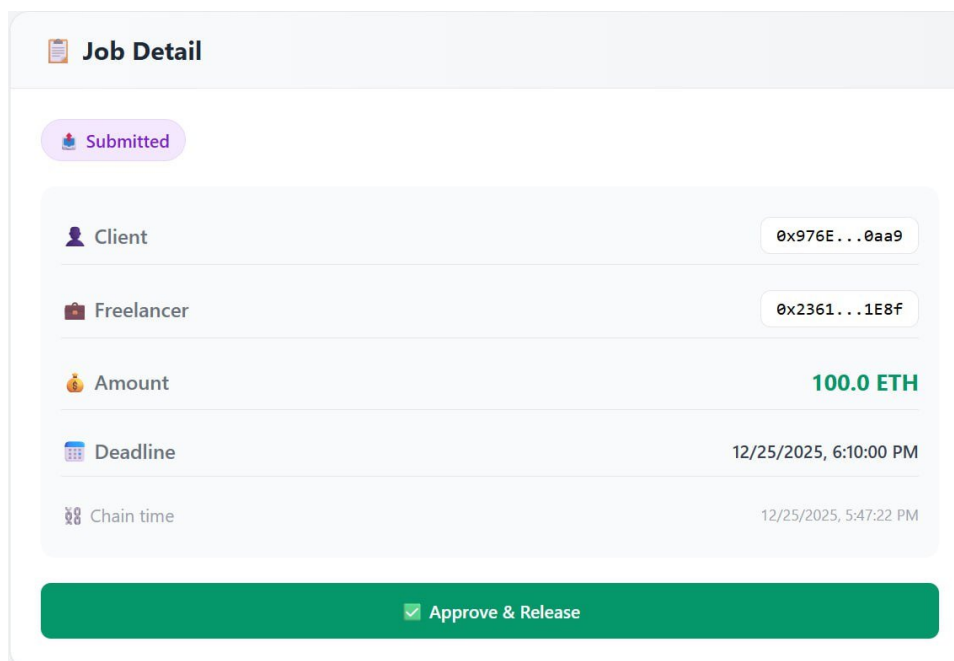 Job Detail
Submitted
Client 0x976E...0aa9
Freelancer 0x2361...1E8f
Amount 100.0 ETH
Deadline 12/25/2025, 6:10:00 PM
Chain time 12/25/2025, 5:47:22 PM
Approve & Release